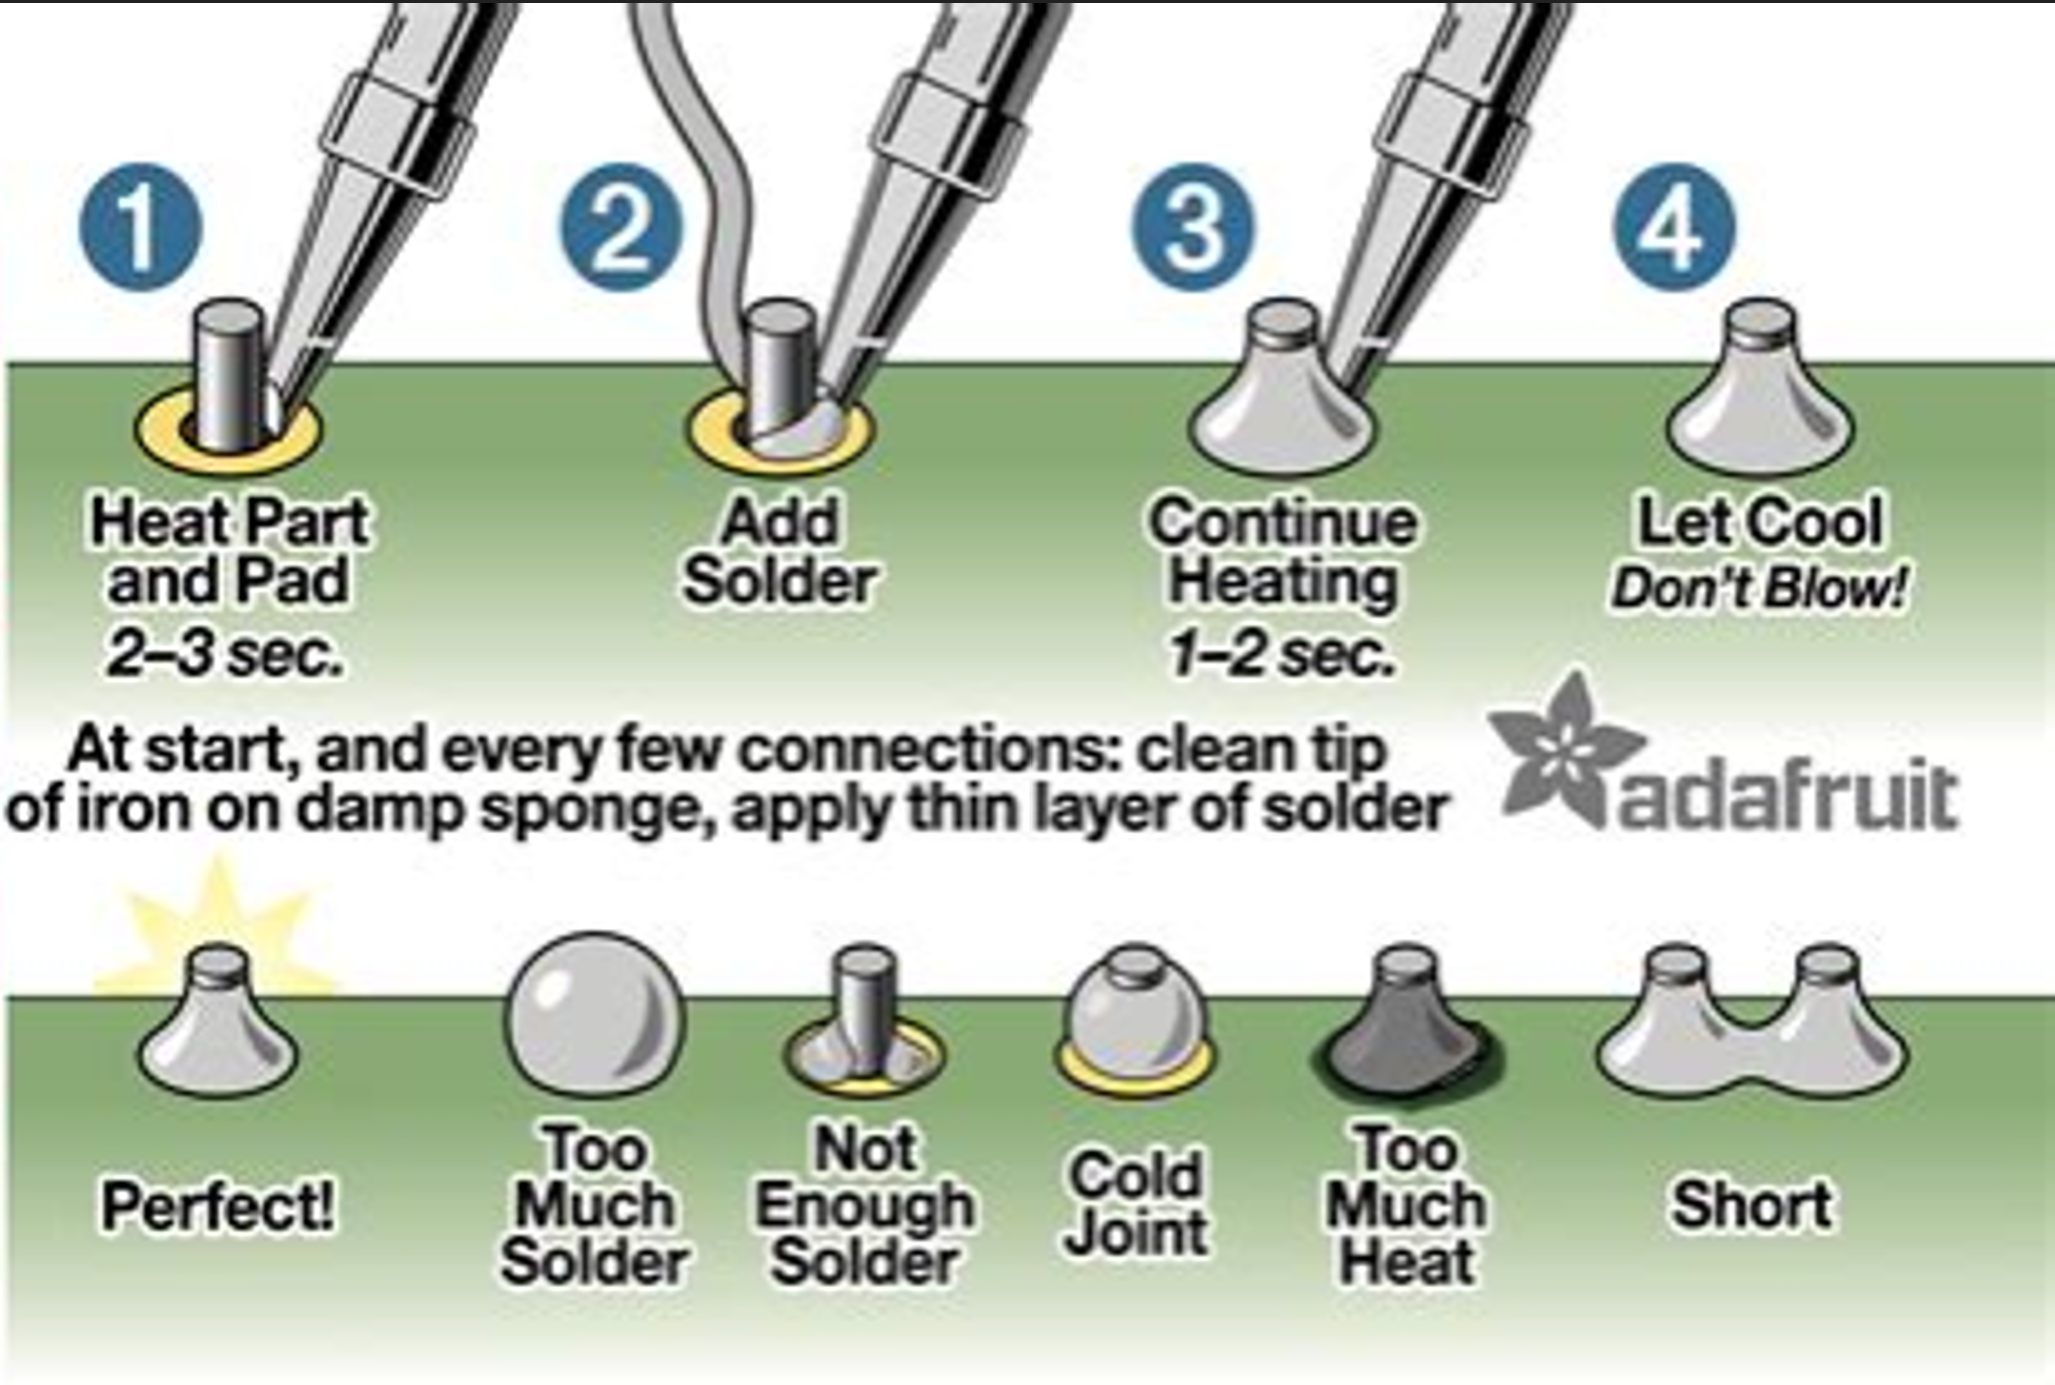 1
Heat Part
and Pad
2–3 sec.
2
Add
Solder
3
Continue
Heating
1–2 sec.
4
Let Cool
Don't Blow!
At start, and every few connections: clean tip
of iron on damp sponge, apply thin layer of solder
adafruit
Perfect!
Too
Much
Solder
Not
Enough
Solder
Cold
Joint
Too
Much
Heat
Short